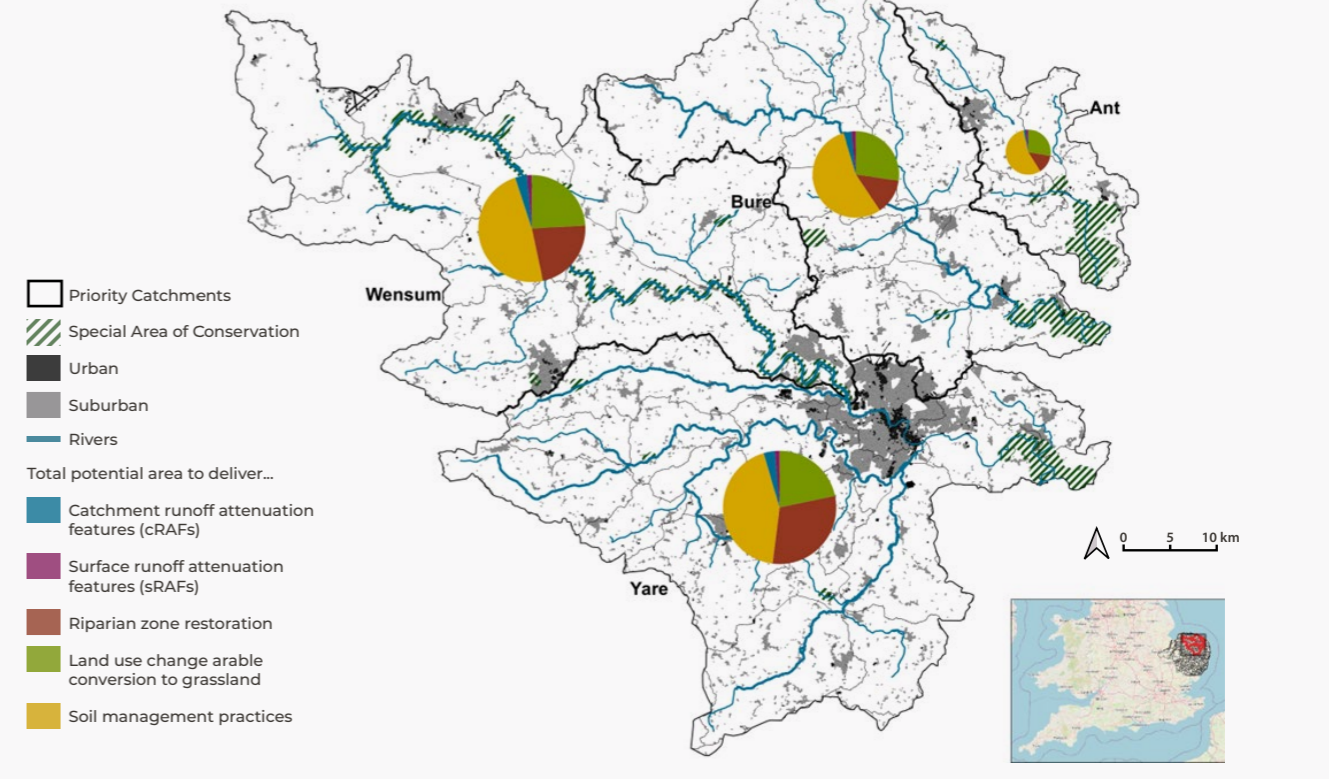 Ant
Bure
Wensum
Yare
Priority Catchments
Special Area of Conservation
Urban
Suburban
Rivers
Total potential area to deliver...
Catchment runoff attenuation
features (cRAFs)
Surface runoff attenuation
features (sRAFs)
Riparian zone restoration
Land use change arable
conversion to grassland
Soil management practices
0 5 10 km